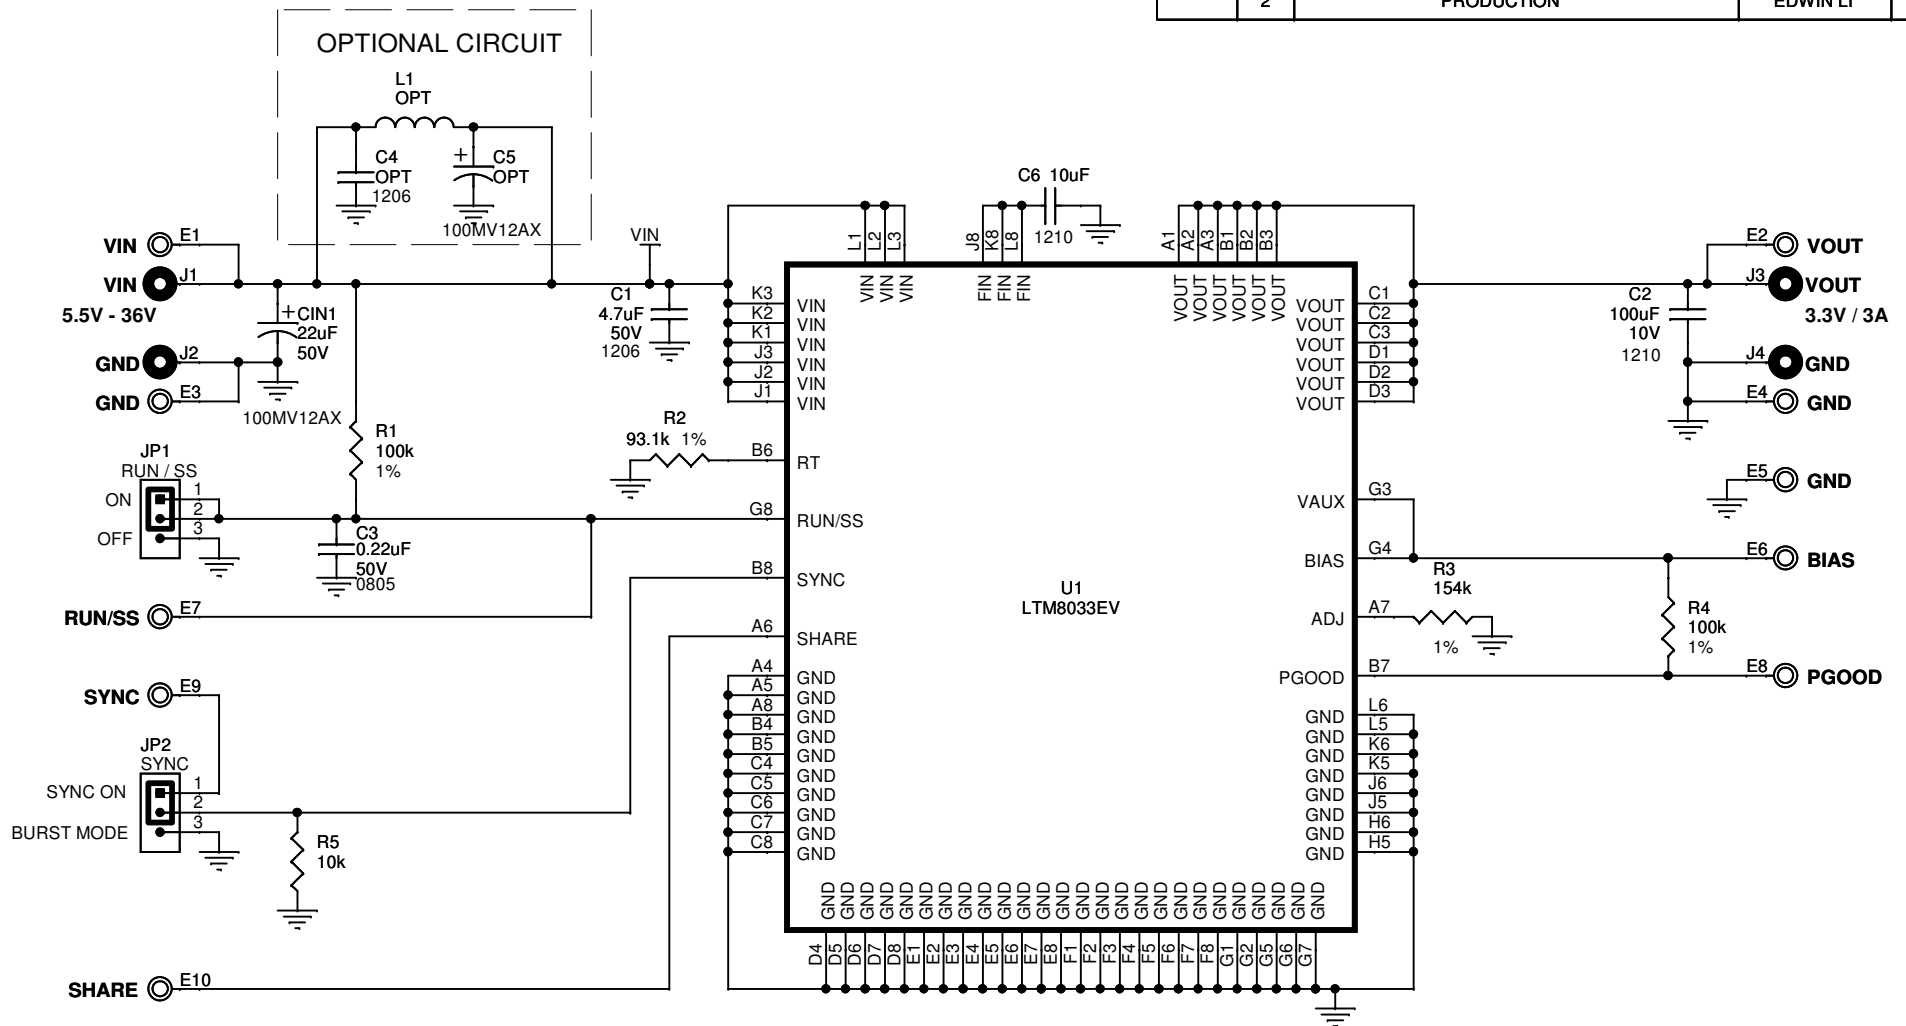 2 PRODUCTION EDWIN LI
OPTIONAL CIRCUIT
L1
OPT
C4
OPT
1206
+ C5
OPT
100MV12AX
VIN E1
VIN J1
5.5V - 36V
GND J2
GND E3
+ CIN1
22uF
50V
100MV12AX
VIN
C1
4.7uF
50V
1206
R1
100k
1%
JP1
RUN / SS
ON
OFF
1
2
3
C3
0.22uF
50V
0805
RUN/SS E7
SYNC E9
JP2
SYNC
SYNC ON
BURST MODE
1
2
3
R5
10k
SHARE E10
R2
93.1k 1%
L1 L2 L3
VIN VIN VIN
J8 K8 L8
FIN FIN FIN
C6 10uF
1210
A1 A2 A3 B1 B2 B3
VOUT VOUT VOUT VOUT VOUT VOUT
K3 VIN
K2 VIN
K1 VIN
J3 VIN
J2 VIN
J1 VIN
B6 RT
G8 RUN/SS
B8 SYNC
A6 SHARE
A4 GND
A5 GND
A8 GND
B4 GND
B5 GND
C4 GND
C5 GND
C6 GND
C7 GND
C8 GND
U1
LTM8033EV
VOUT C1
VOUT C2
VOUT C3
VOUT D1
VOUT D2
VOUT D3
VAUX G3
BIAS G4
ADJ A7
PGOOD B7
GND L6
GND L5
GND K6
GND K5
GND J6
GND J5
GND H6
GND H5
GND GND GND GND GND GND GND GND GND GND GND GND GND GND GND GND GND GND GND GND GND GND GND GND GND GND
D4 D5 D6 D7 D8 E1 E2 E3 E4 E5 E6 E7 E8 F1 F2 F3 F4 F5 F6 F7 F8 G1 G2 G5 G6 G7
R3
154k
1%
R4
100k
1%
C2
100uF
10V
1210
E2 VOUT
J3 VOUT
3.3V / 3A
J4 GND
E4 GND
E5 GND
E6 BIAS
E8 PGOOD